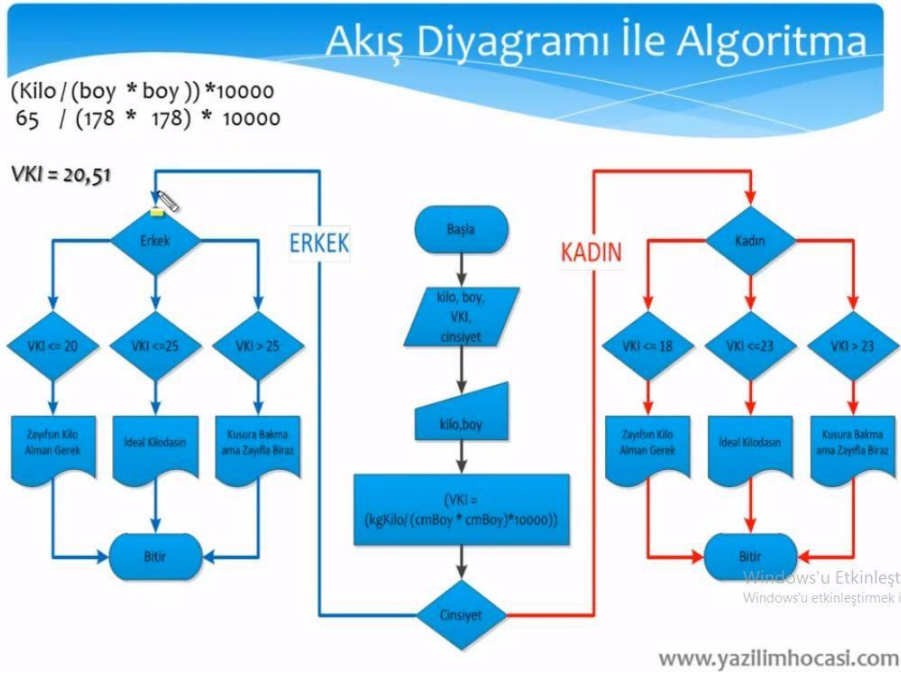 Akış Diyagramı İle Algoritma
(Kilo / (boy * boy )) *10000
65 / (178 * 178) * 10000
VKI = 20,51
Erkek
ERKEK
Başla
KADIN
Kadın
kilo, boy,
VKI,
cinsiyet
VKI <= 20
VKI <=25
VKI > 25
VKI <= 18
VKI <=23
VKI > 23
kilo,boy
Zayıfsın Kilo
Alman Gerek
İdeal Kilodasın
Kusura Bakma
ama Zayıfla Biraz
Zayıfsın Kilo
Alman Gerek
İdeal Kilodasın
Kusura Bakma
ama Zayıfla Biraz
(VKI =
(kgKilo/(cmBoy * cmBoy)*10000))
Bitir
Bitir
Windows'u Etkinleşt
Windows'u etkinleştirmek i
Cinsiyet
www.yazilimhocasi.com